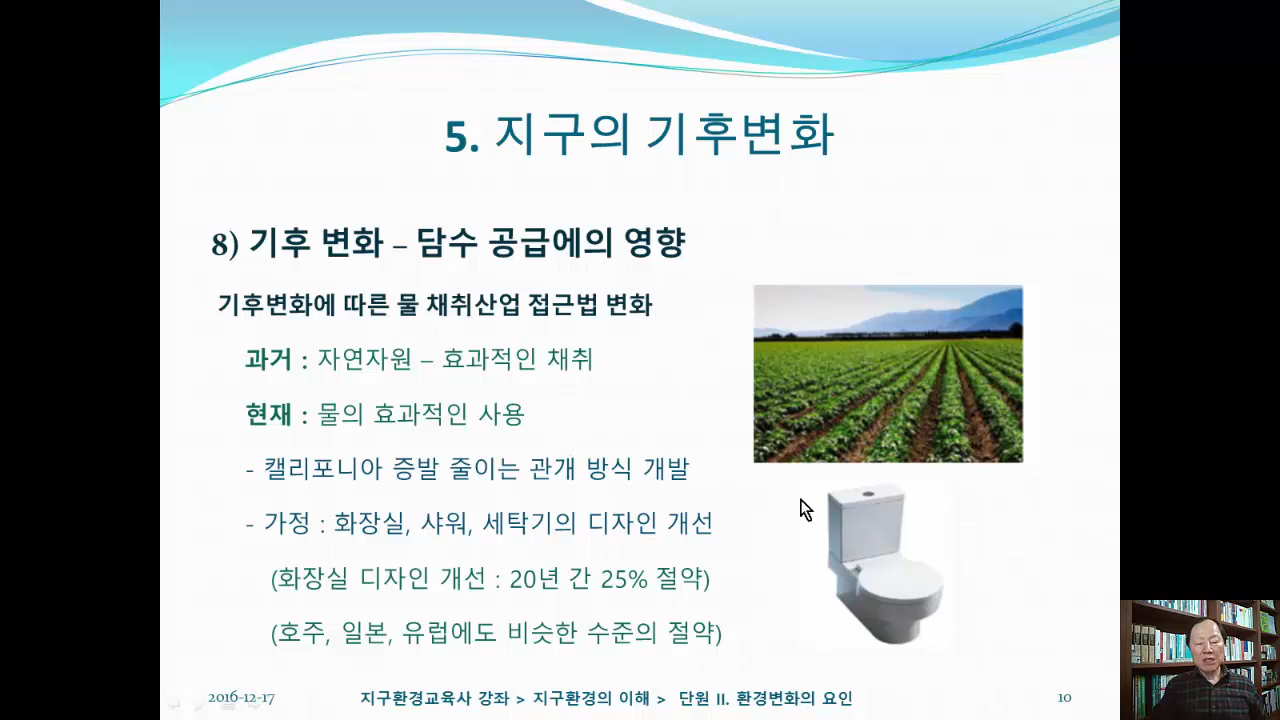 5. 지구의 기후변화
8) 기후 변화 – 담수 공급에의 영향
기후변화에 따른 물 채취산업 접근법 변화
과거 : 자연자원 – 효과적인 채취
현재 : 물의 효과적인 사용
- 캘리포니아 증발 줄이는 관개 방식 개발
- 가정 : 화장실, 샤워, 세탁기의 디자인 개선
(화장실 디자인 개선 : 20년 간 25% 절약)
(호주, 일본, 유럽에도 비슷한 수준의 절약)
2016-12-17 지구환경교육사 강좌 > 지구환경의 이해 > 단원 II. 환경변화의 요인 10